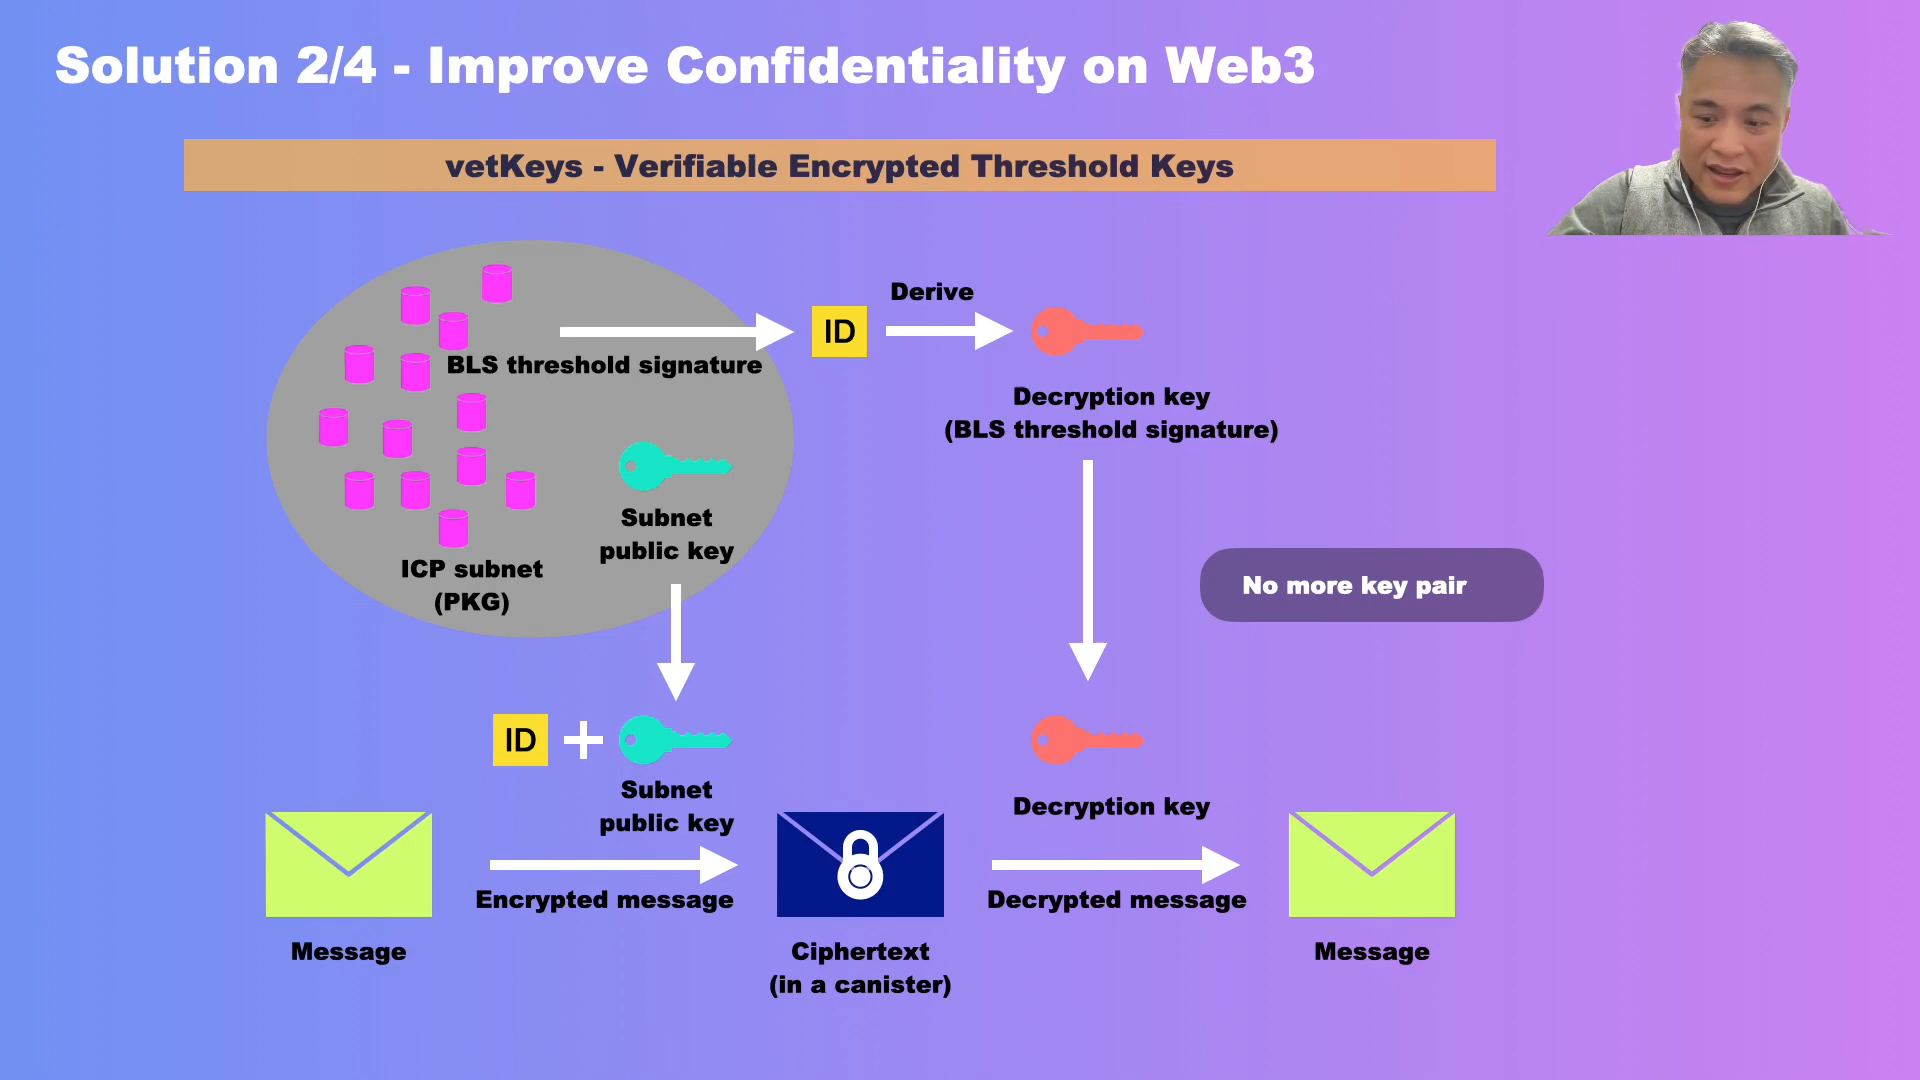 Solution 2/4 - Improve Confidentiality on Web3
vetKeys - Verifiable Encrypted Threshold Keys
Derive
ID
BLS threshold signature
Decryption key
(BLS threshold signature)
Subnet
public key
ICP subnet
(PKG)
No more key pair
ID
Subnet
public key
Decryption key
Encrypted message
Decrypted message
Message
Ciphertext
(in a canister)
Message